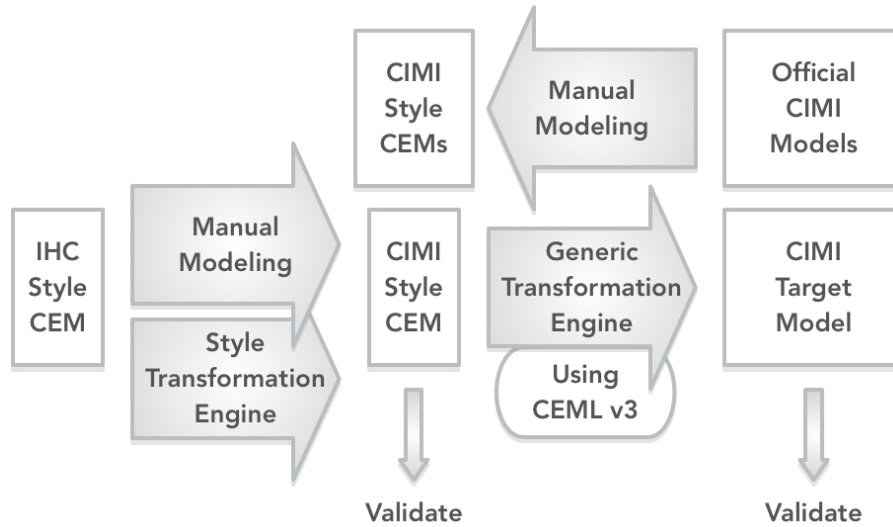 CIMI
Style
CEMs
Manual
Modeling
Official
CIMI
Models
IHC
Style
CEM
Manual
Modeling
Style
Transformation
Engine
CIMI
Style
CEM
Generic
Transformation
Engine
Using
CEML v3
CIMI
Target
Model
Validate
Validate